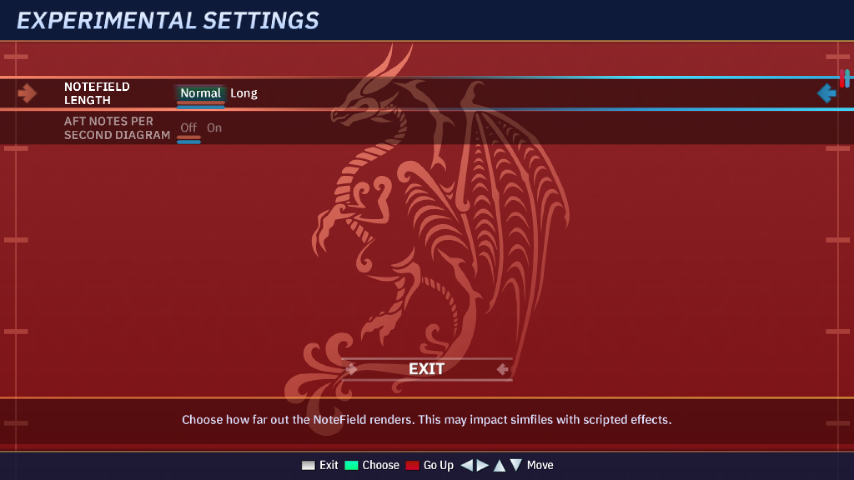 EXPERIMENTAL SETTINGS
NOTEFIELD
LENGTH
Normal Long
AFT NOTES PER
SECOND DIAGRAM
Off On
EXIT
Choose how far out the NoteField renders. This may impact simfiles with scripted effects.
Exit Choose Go Up Move